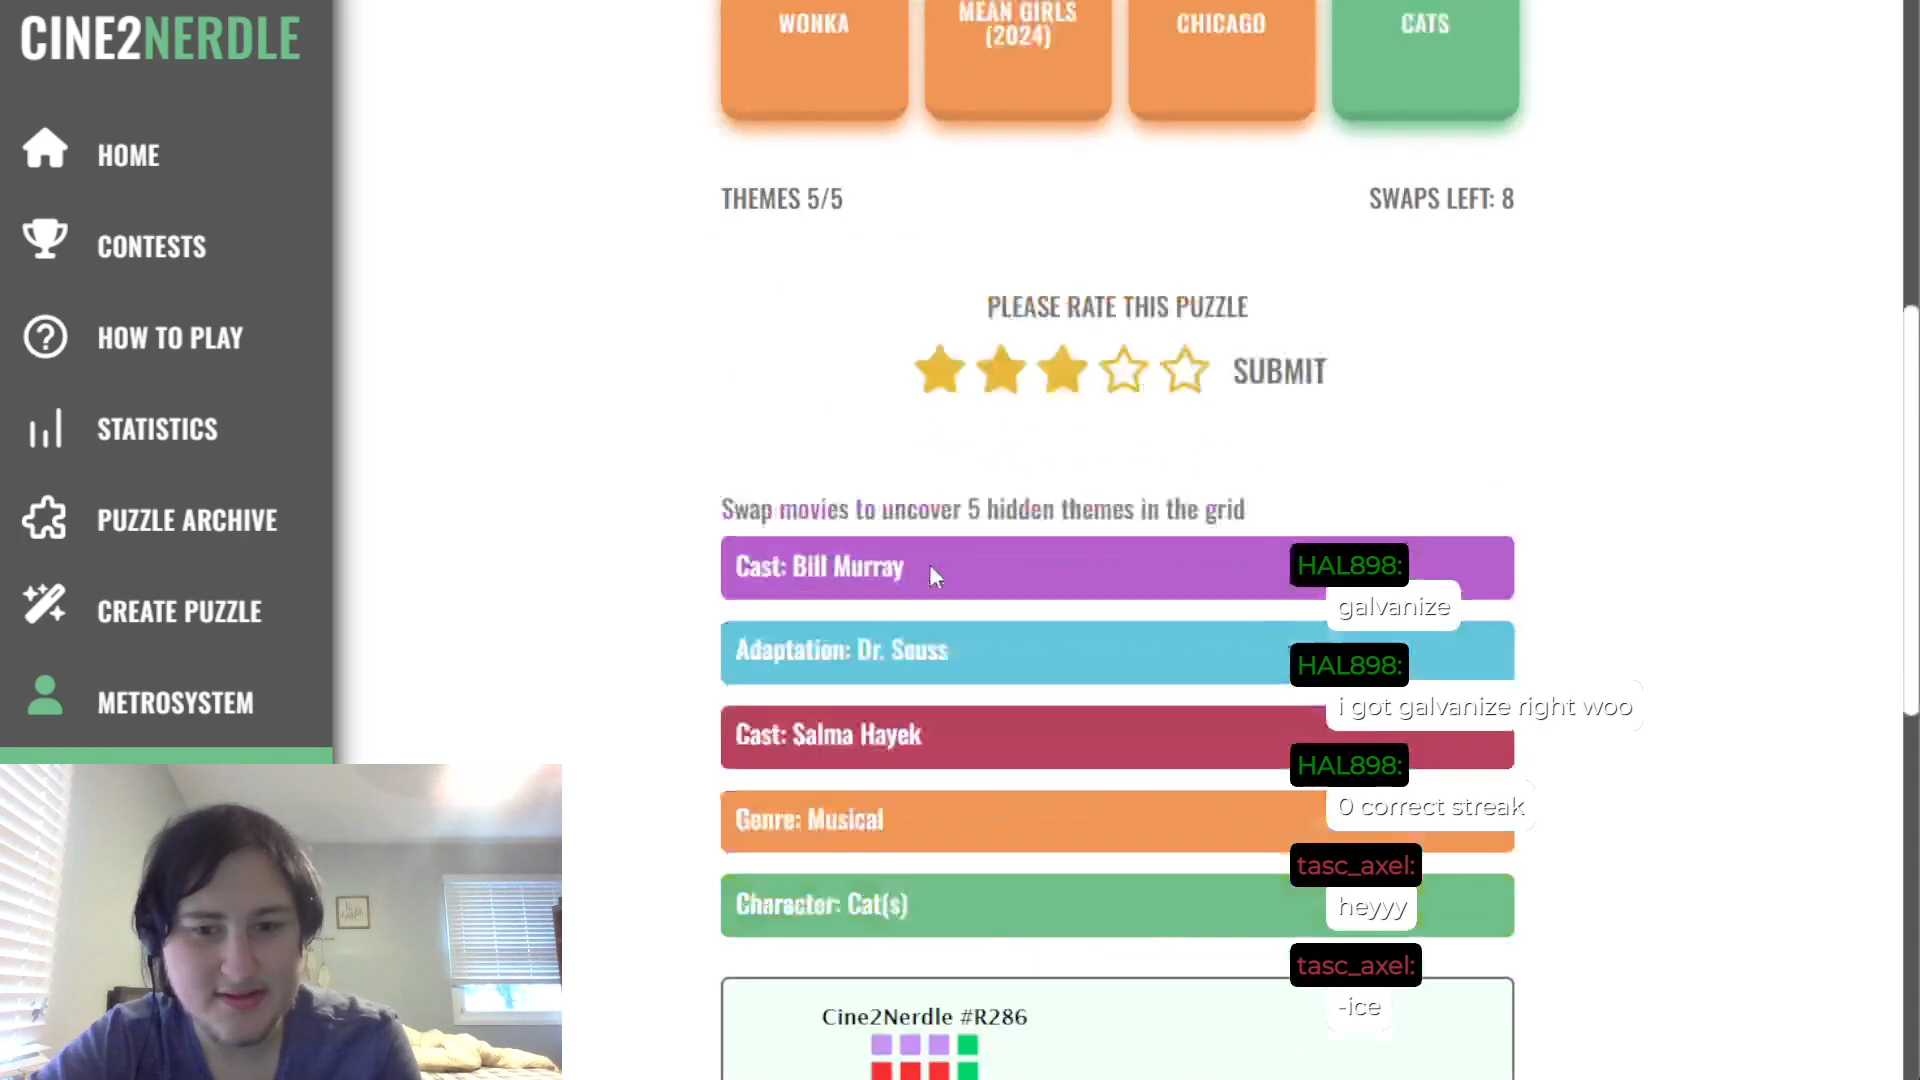 CINE2NERDLE
HOME
CONTESTS
HOW TO PLAY
STATISTICS
PUZZLE ARCHIVE
CREATE PUZZLE
METROSYSTEM
WONKA
MEAN GIRLS
(2024)
CHICAGO
CATS
THEMES 5/5
SWAPS LEFT: 8
PLEASE RATE THIS PUZZLE
SUBMIT
Swap movies to uncover 5 hidden themes in the grid
Cast: Bill Murray
Adaptation: Dr. Seuss
Cast: Salma Hayek
Genre: Musical
Character: Cat(s)
Cine2Nerdle #R286
HAL898:
galvanize
HAL898:
i got galvanize right woo
HAL898:
0 correct streak
tasc_axel:
heyyy
tasc_axel:
-ice